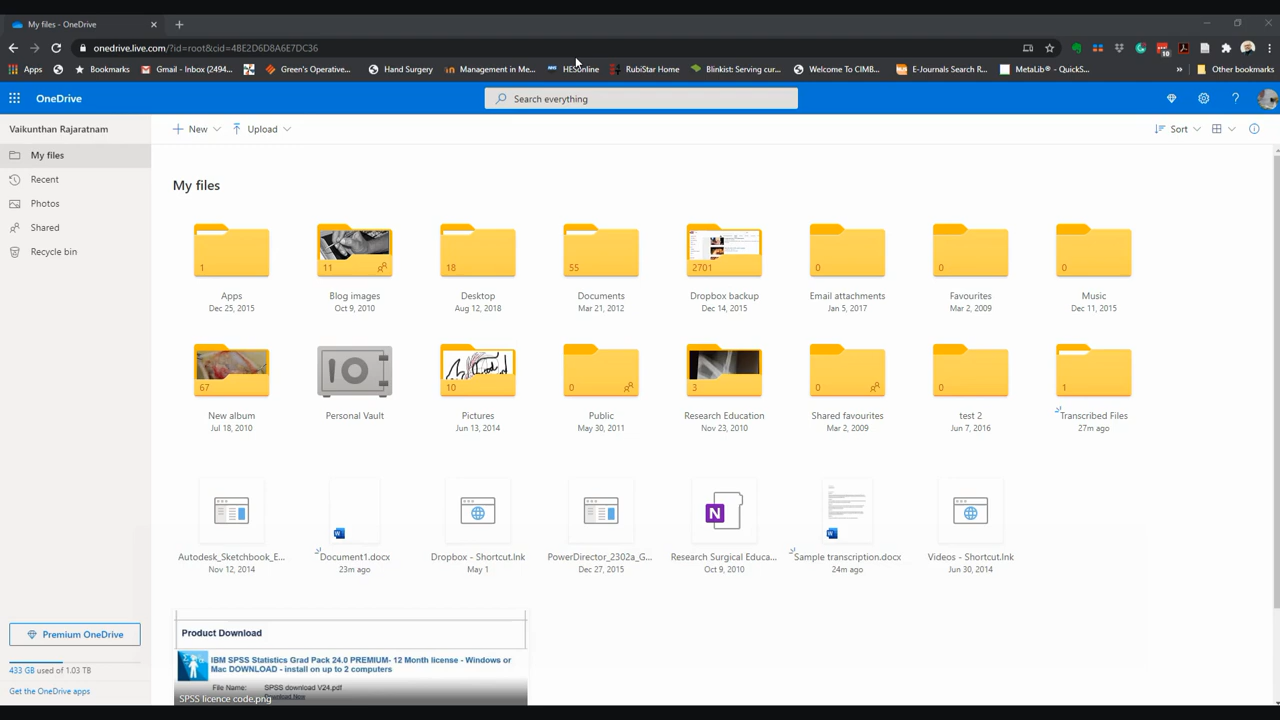 My files - OneDrive
onedrive.live.com/?id=root&cid=4BE2D6D8A6E7DC36
10
Apps
Bookmarks
Gmail - Inbox (2494...
Green's Operative...
Hand Surgery
Management in Me...
HESonline
RubiStar Home
Blinkist: Serving cur...
Welcome To CIMB...
E-Journals Search R...
MetaLib® - QuickS...
Other bookmarks
OneDrive
Search everything
Vaikunthan Rajaratnam
New
Upload
Sort
My files
Recent
Photos
Shared
Recycle bin
My files
1 11 18 55 2701 0 0 0
Apps Blog images Desktop Documents Dropbox backup Email attachments Favourites Music
Dec 25, 2015 Oct 9, 2010 Aug 12, 2018 Mar 21, 2012 Dec 14, 2015 Jan 5, 2017 Mar 2, 2009 Dec 11, 2015
67 10 0 3 0 0 1
New album Personal Vault Pictures Public Research Education Shared favourites test 2 Transcribed Files
Jul 18, 2010 Jun 13, 2014 May 30, 2011 Nov 23, 2010 Mar 2, 2009 Jun 7, 2016 27m ago
N
Autodesk_Sketchbook_E... Document1.docx Dropbox - Shortcut.lnk PowerDirector_2302a_G... Research Surgical Educa... Sample transcription.docx Videos - Shortcut.lnk
Nov 12, 2014 23m ago May 1 Dec 27, 2015 Oct 9, 2010 24m ago Jun 30, 2014
Product Download
IBM SPSS Statistics Grad Pack 24.0 PREMIUM- 12 Month license - Windows or
Mac DOWNLOAD - install on up to 2 computers
File Name: SPSS download V24.pdf
Download Now
SPSS licence code.png
Premium OneDrive
433 GB used of 1.03 TB
Get the OneDrive apps